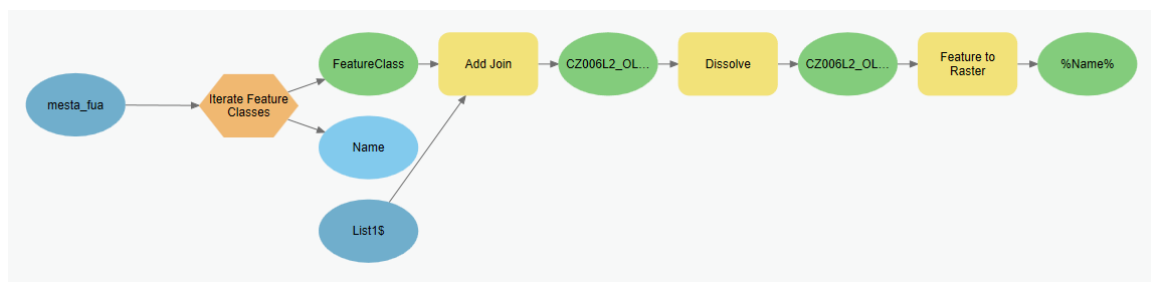 mesta_fua
Iterate Feature
Classes
FeatureClass
Name
List1$
Add Join
CZ006L2_OL...
Dissolve
CZ006L2_OL...
Feature to
Raster
%Name%